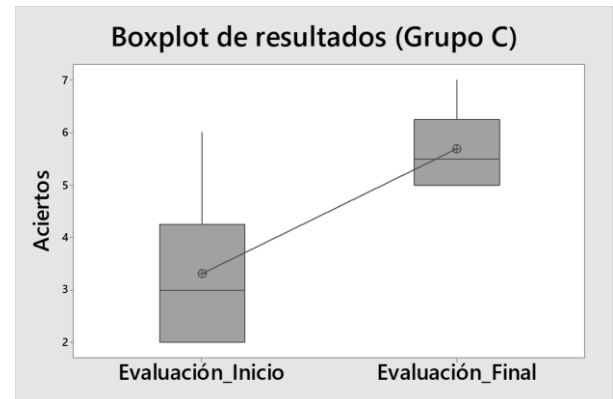 Boxplot de resultados (Grupo C)
Aciertos
7
6
5
4
3
2
Evaluación_Inicio
Evaluación_Final